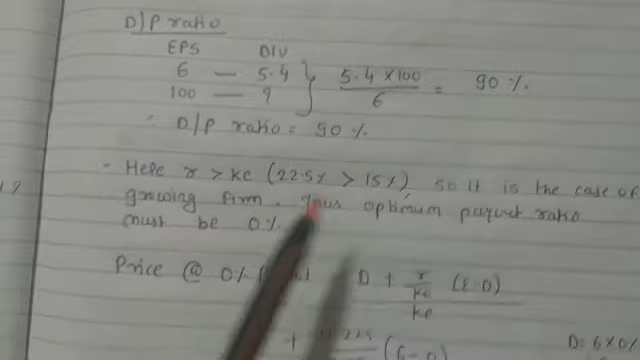 D/P ratio
EPS DIV
6 — 5.4
100 — ?
5.4 × 100 / 6 = 90 %.
∴ D/P ratio = 90 %.
- Here r > ke (22.5% > 15%), so it is the case of
growing firm. Thus optimum payout ratio
must be 0%.
Price @ 0%
D + r/ke (E-D)
ke
+ (6-0)
D = 6 × 0%